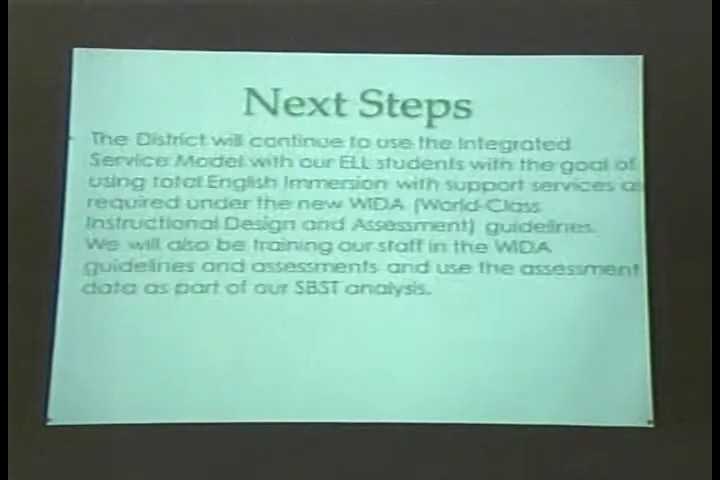 Next Steps
The District will continue to use the Integrated
Service Model with our ELL students with the goal of
using total English Immersion with support services as
required under the new WIDA (World-Class
Instructional Design and Assessment) guidelines.
We will also be training our staff in the WIDA
guidelines and assessments and use the assessment
data as part of our SBST analysis.